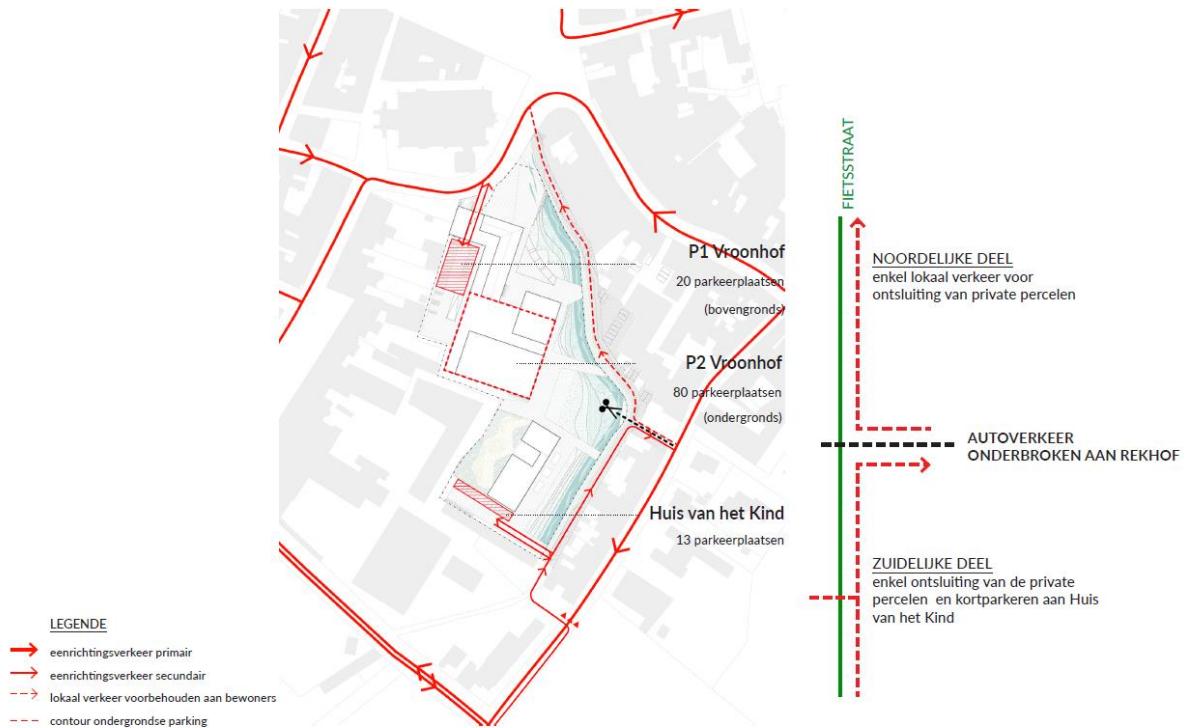 P1 Vroonhof
20 parkeerplaatsen
(bovengronds)
P2 Vroonhof
80 parkeerplaatsen
(ondergronds)
Huis van het Kind
13 parkeerplaatsen
LEGENDE
eenrichtingsverkeer primair
eenrichtingsverkeer secundair
lokaal verkeer voorbehouden aan bewoners
contour ondergrondse parking
FIETSSTRAAT
NOORDELIJKE DEEL
enkel lokaal verkeer voor
ontsluiting van private percelen
AUTOVERKEER
ONDERBROKEN AAN REKHOF
ZUIDELIJKE DEEL
enkel ontsluiting van de private
percelen en kortparkeren aan Huis
van het Kind